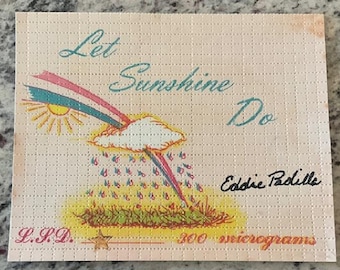 Let
Sunshine
Do
Eddie Padilla
L.S.D. 300 micrograms